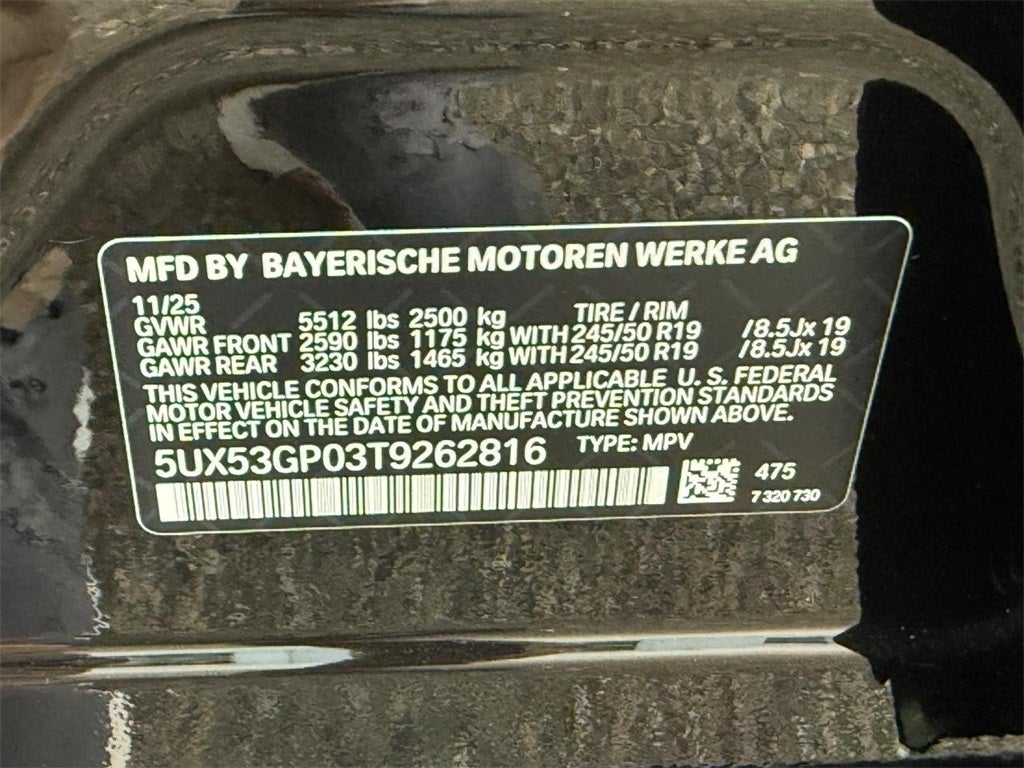 MFD BY BAYERISCHE MOTOREN WERKE AG
11/25 TIRE / RIM
GVWR 5512 lbs 2500 kg
GAWR FRONT 2590 lbs 1175 kg WITH 245/50 R19 /8.5Jx 19
GAWR REAR 3230 lbs 1465 kg WITH 245/50 R19 /8.5Jx 19
THIS VEHICLE CONFORMS TO ALL APPLICABLE U. S. FEDERAL
MOTOR VEHICLE SAFETY AND THEFT PREVENTION STANDARDS
IN EFFECT ON THE DATE OF MANUFACTURE SHOWN ABOVE.
5UX53GP03T9262816 TYPE: MPV
475
7 320 730